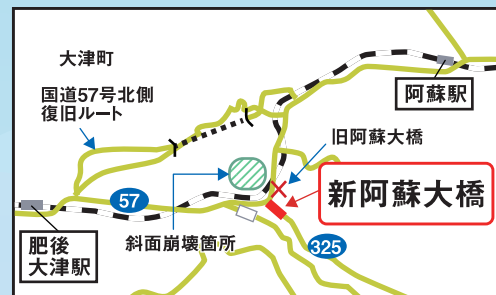 大津町
国道57号北側
復旧ルート
阿蘇駅
旧阿蘇大橋
新阿蘇大橋
57
肥後
大津駅
斜面崩壊箇所
325